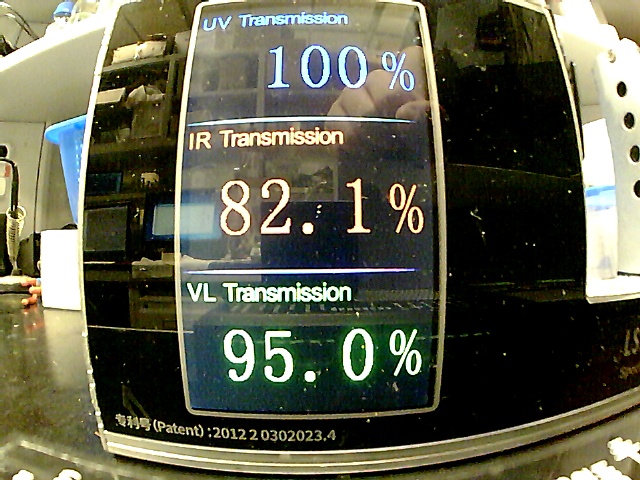 UV Transmission
100%
IR Transmission
82.1%
VL Transmission
95.0%
专利号(Patent):2012 2 0302023.4
LS